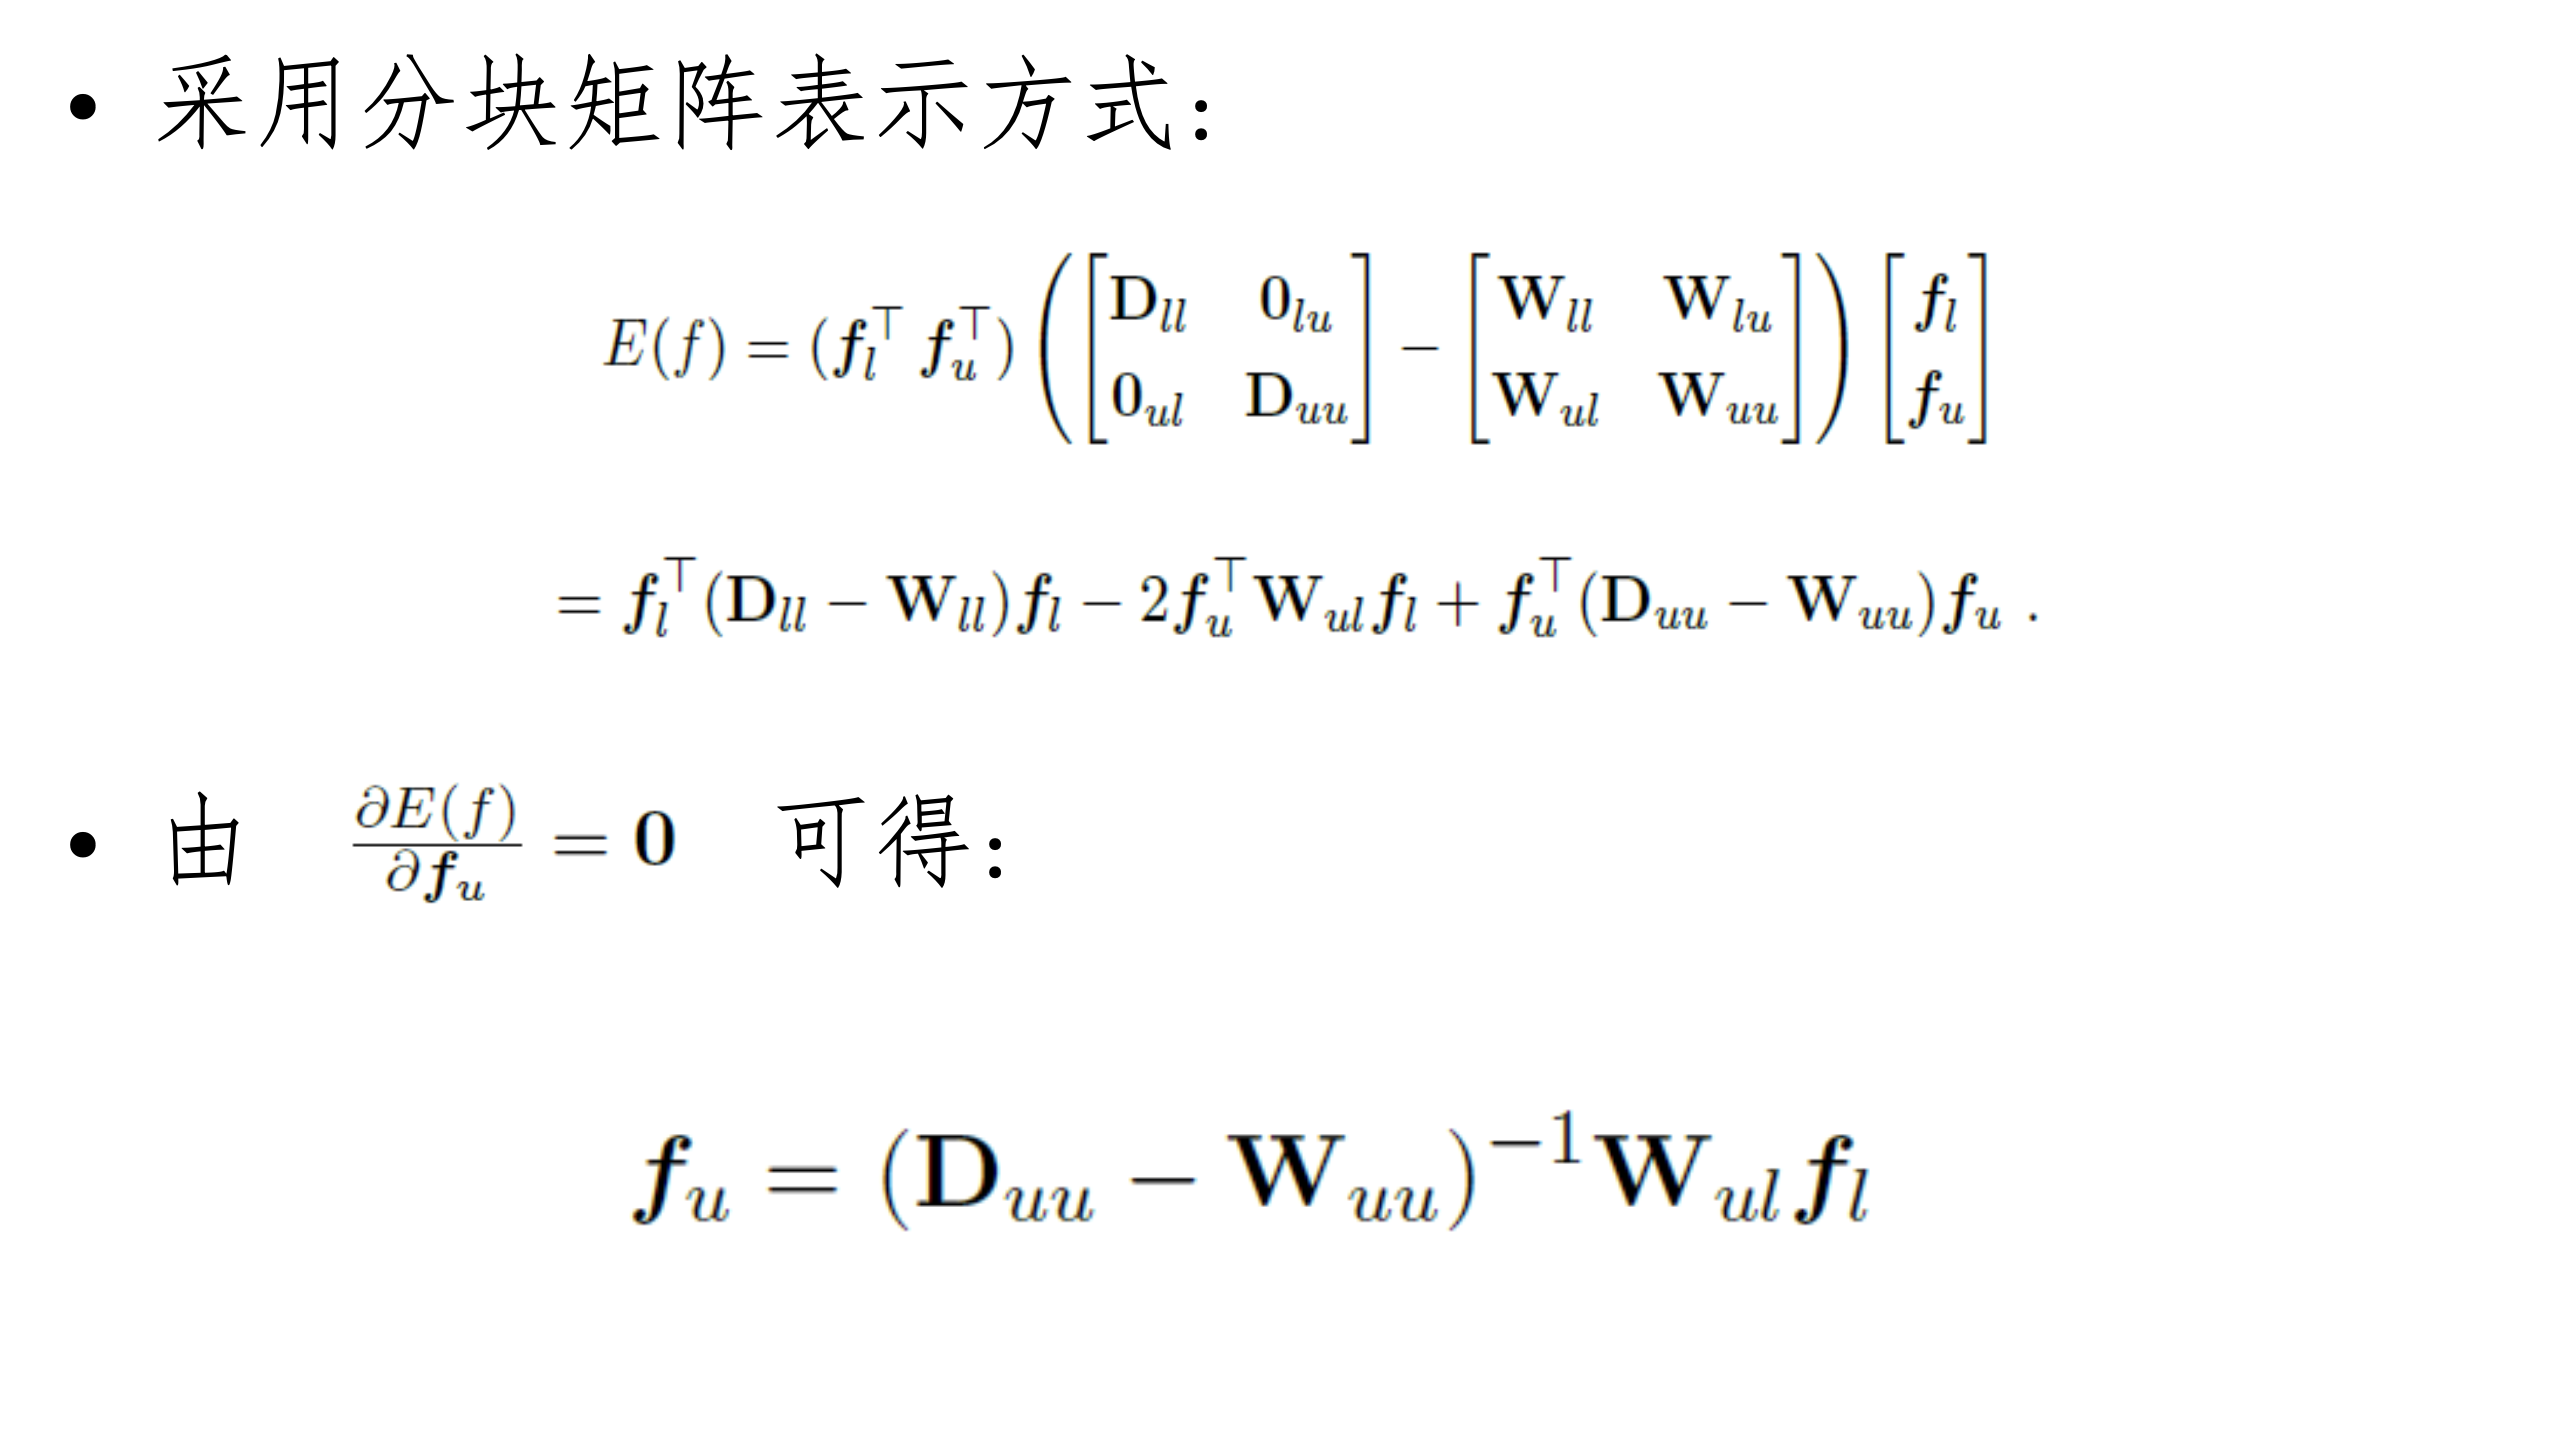 • 采用分块矩阵表示方式：
$E(f) = (\boldsymbol{f}_l^\top \boldsymbol{f}_u^\top) \left( \begin{bmatrix} \mathbf{D}_{ll} & \mathbf{0}_{lu} \\ \mathbf{0}_{ul} & \mathbf{D}_{uu} \end{bmatrix} - \begin{bmatrix} \mathbf{W}_{ll} & \mathbf{W}_{lu} \\ \mathbf{W}_{ul} & \mathbf{W}_{uu} \end{bmatrix} \right) \begin{bmatrix} \boldsymbol{f}_l \\ \boldsymbol{f}_u \end{bmatrix}$
$= \boldsymbol{f}_l^\top (\mathbf{D}_{ll} - \mathbf{W}_{ll}) \boldsymbol{f}_l - 2 \boldsymbol{f}_u^\top \mathbf{W}_{ul} \boldsymbol{f}_l + \boldsymbol{f}_u^\top (\mathbf{D}_{uu} - \mathbf{W}_{uu}) \boldsymbol{f}_u .$
• 由 $\frac{\partial E(f)}{\partial \boldsymbol{f}_u} = \mathbf{0}$ 可得：
$\boldsymbol{f}_u = (\mathbf{D}_{uu} - \mathbf{W}_{uu})^{-1} \mathbf{W}_{ul} \boldsymbol{f}_l$